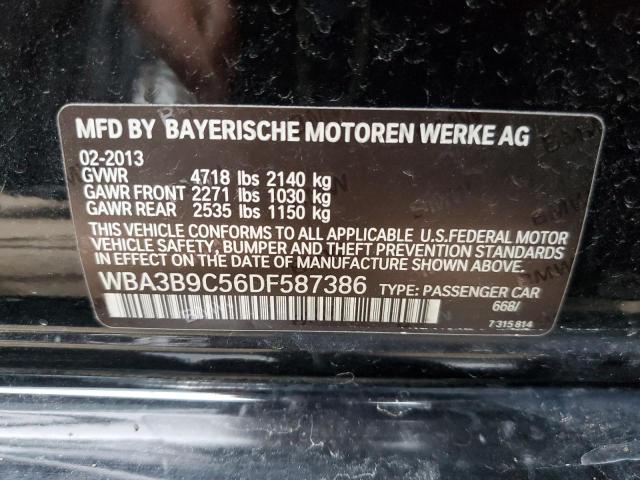 MFD BY BAYERISCHE MOTOREN WERKE AG
02-2013
GVWR 4718 lbs 2140 kg
GAWR FRONT 2271 lbs 1030 kg
GAWR REAR 2535 lbs 1150 kg
THIS VEHICLE CONFORMS TO ALL APPLICABLE U.S.FEDERAL MOTOR
VEHICLE SAFETY, BUMPER AND THEFT PREVENTION STANDARDS
IN EFFECT ON THE DATE OF MANUFACTURE SHOWN ABOVE.
WBA3B9C56DF587386 TYPE: PASSENGER CAR
668/
7 315 814